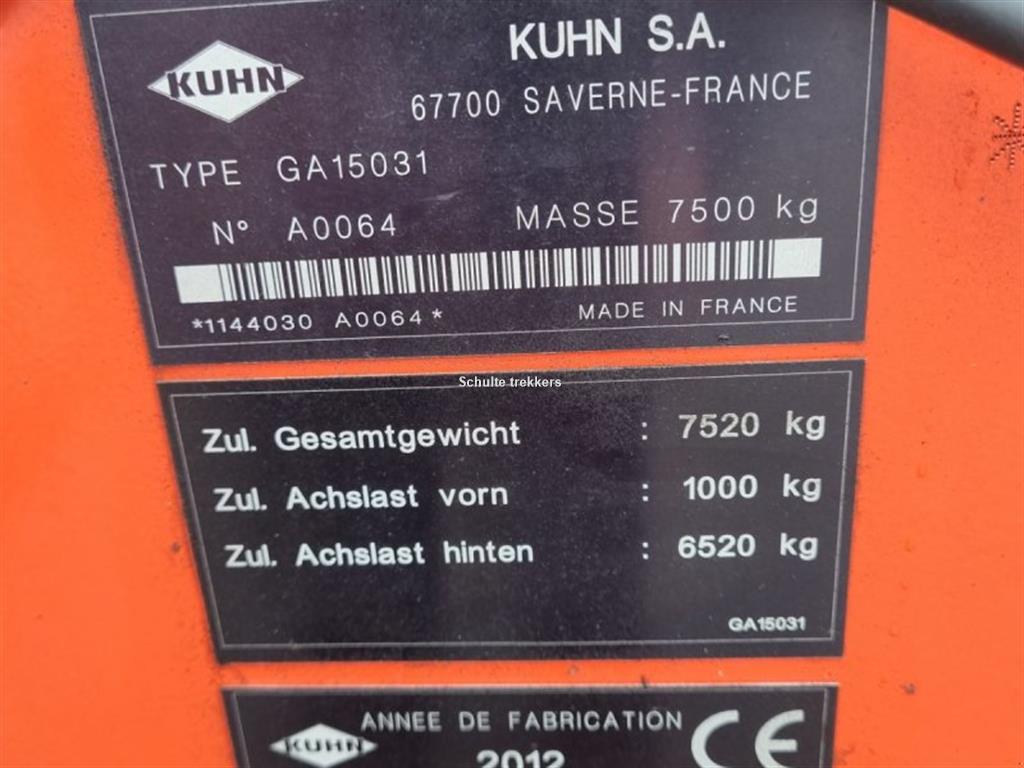 KUHN
KUHN S.A.
67700 SAVERNE-FRANCE
TYPE GA15031
N° A0064 MASSE 7500 kg
*1144030 A0064* MADE IN FRANCE
Schulte trekkers
Zul. Gesamtgewicht : 7520 kg
Zul. Achslast vorn : 1000 kg
Zul. Achslast hinten : 6520 kg
GA15031
KUHN ANNEE DE FABRICATION CE
2012